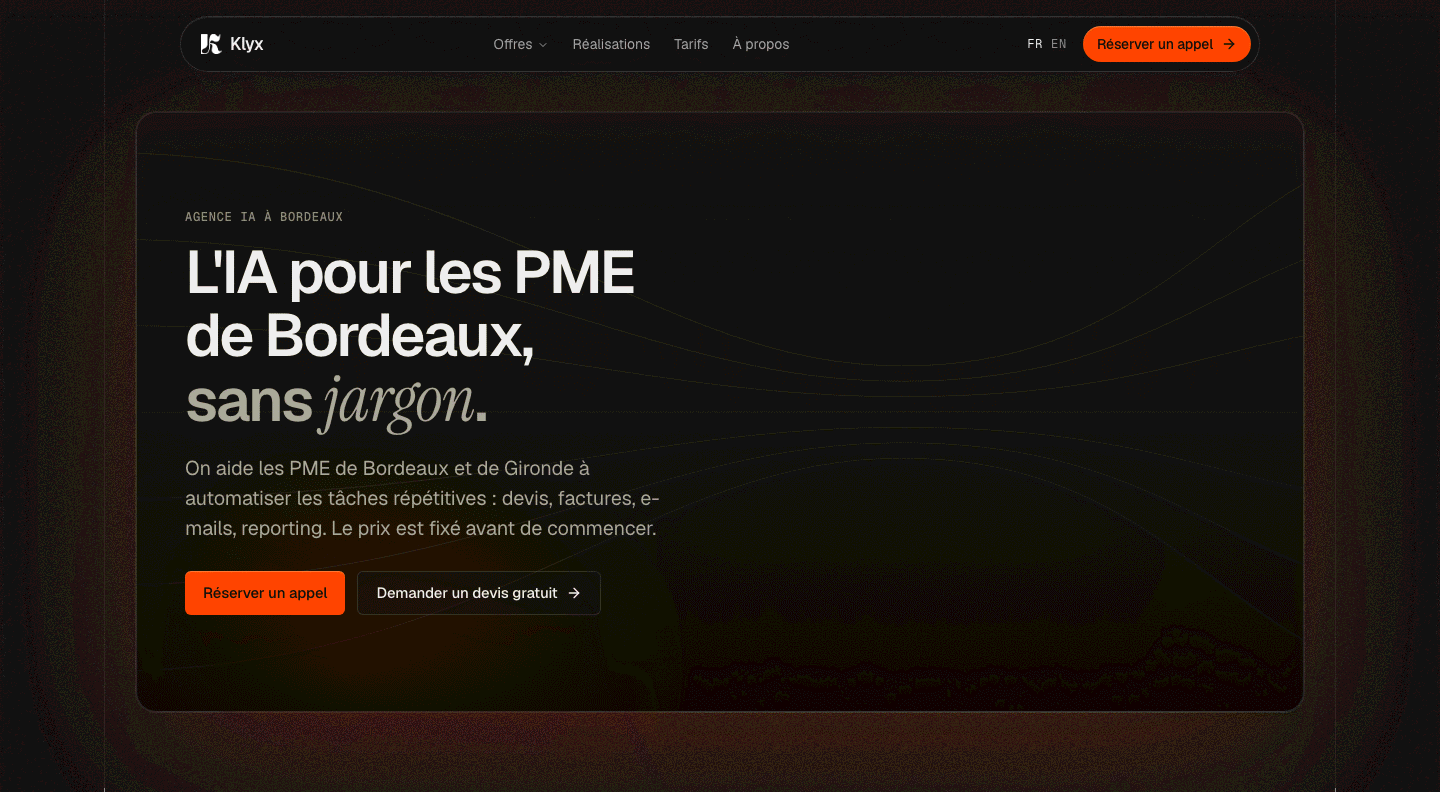 Klyx
Offres
Réalisations
Tarifs
À propos
FR EN
Réserver un appel
AGENCE IA À BORDEAUX
L'IA pour les PME
de Bordeaux,
sans jargon.
On aide les PME de Bordeaux et de Gironde à
automatiser les tâches répétitives : devis, factures, e-
mails, reporting. Le prix est fixé avant de commencer.
Réserver un appel
Demander un devis gratuit